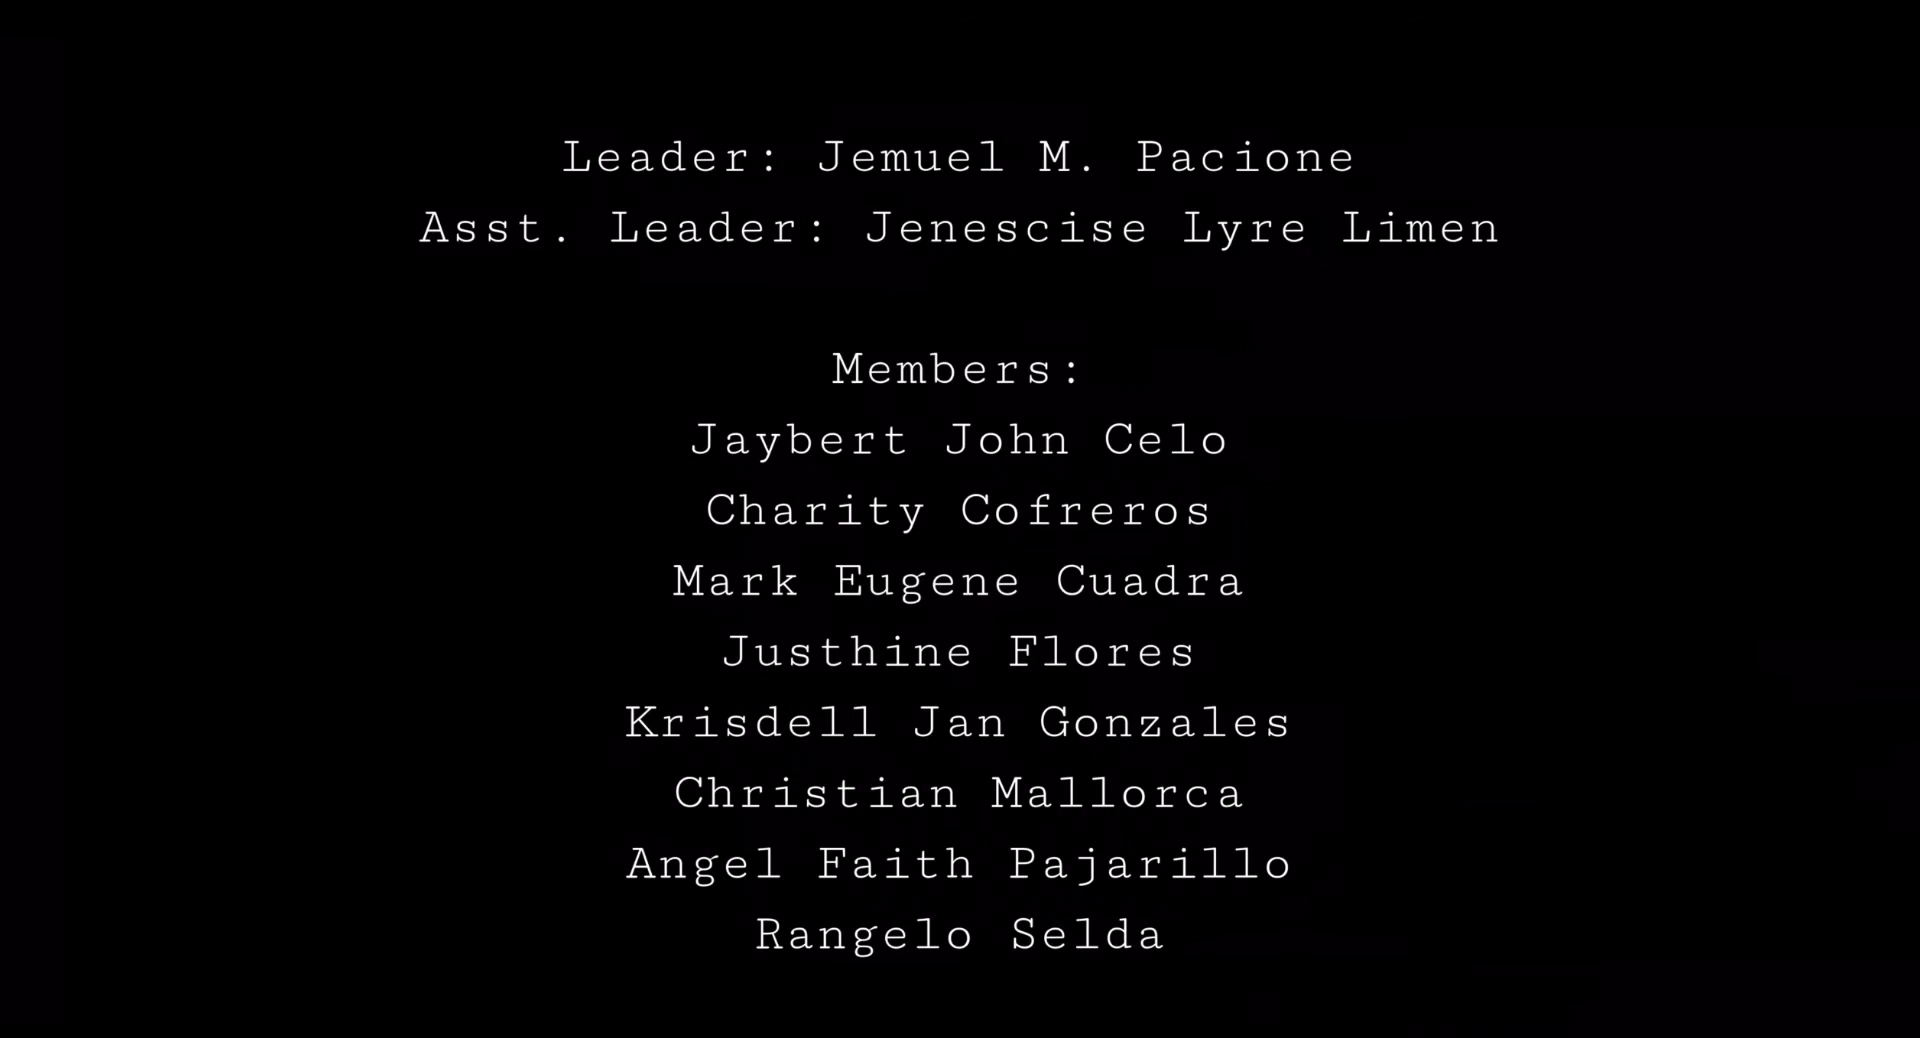 Leader: Jemuel M. Pacione
Asst. Leader: Jenescise Lyre Limen
Members:
Jaybert John Celo
Charity Cofreros
Mark Eugene Cuadra
Justhine Flores
Krisdell Jan Gonzales
Christian Mallorca
Angel Faith Pajarillo
Rangelo Selda